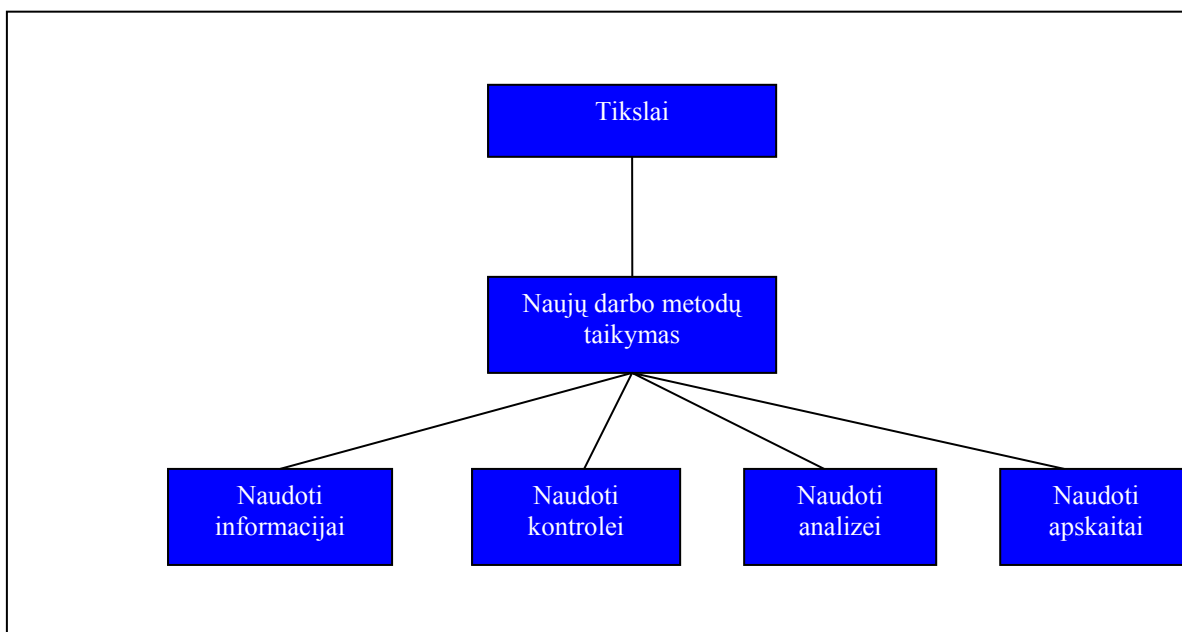 Tikslai
Naujų darbo metodų
taikymas
Naudoti
informacijai
Naudoti
kontrolei
Naudoti
analizei
Naudoti
apskaitai